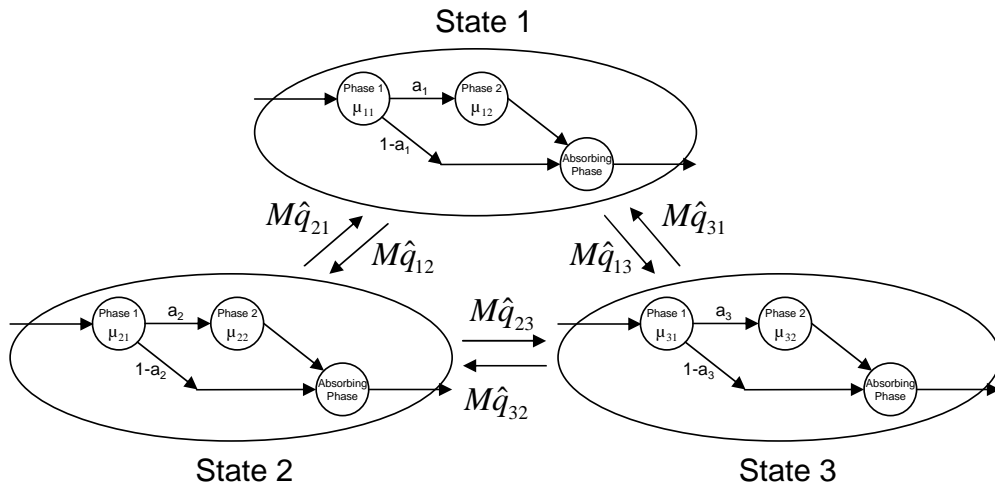 State 1
Phase 1
μ₁₁
a₁
Phase 2
μ₁₂
1-a₁
Absorbing
Phase
Mq̂₂₁
Mq̂₁₂
Mq̂₁₃
Mq̂₃₁
Phase 1
μ₂₁
a₂
Phase 2
μ₂₂
1-a₂
Absorbing
Phase
Mq̂₂₃
Mq̂₃₂
Phase 1
μ₃₁
a₃
Phase 2
μ₃₂
1-a₃
Absorbing
Phase
State 2
State 3